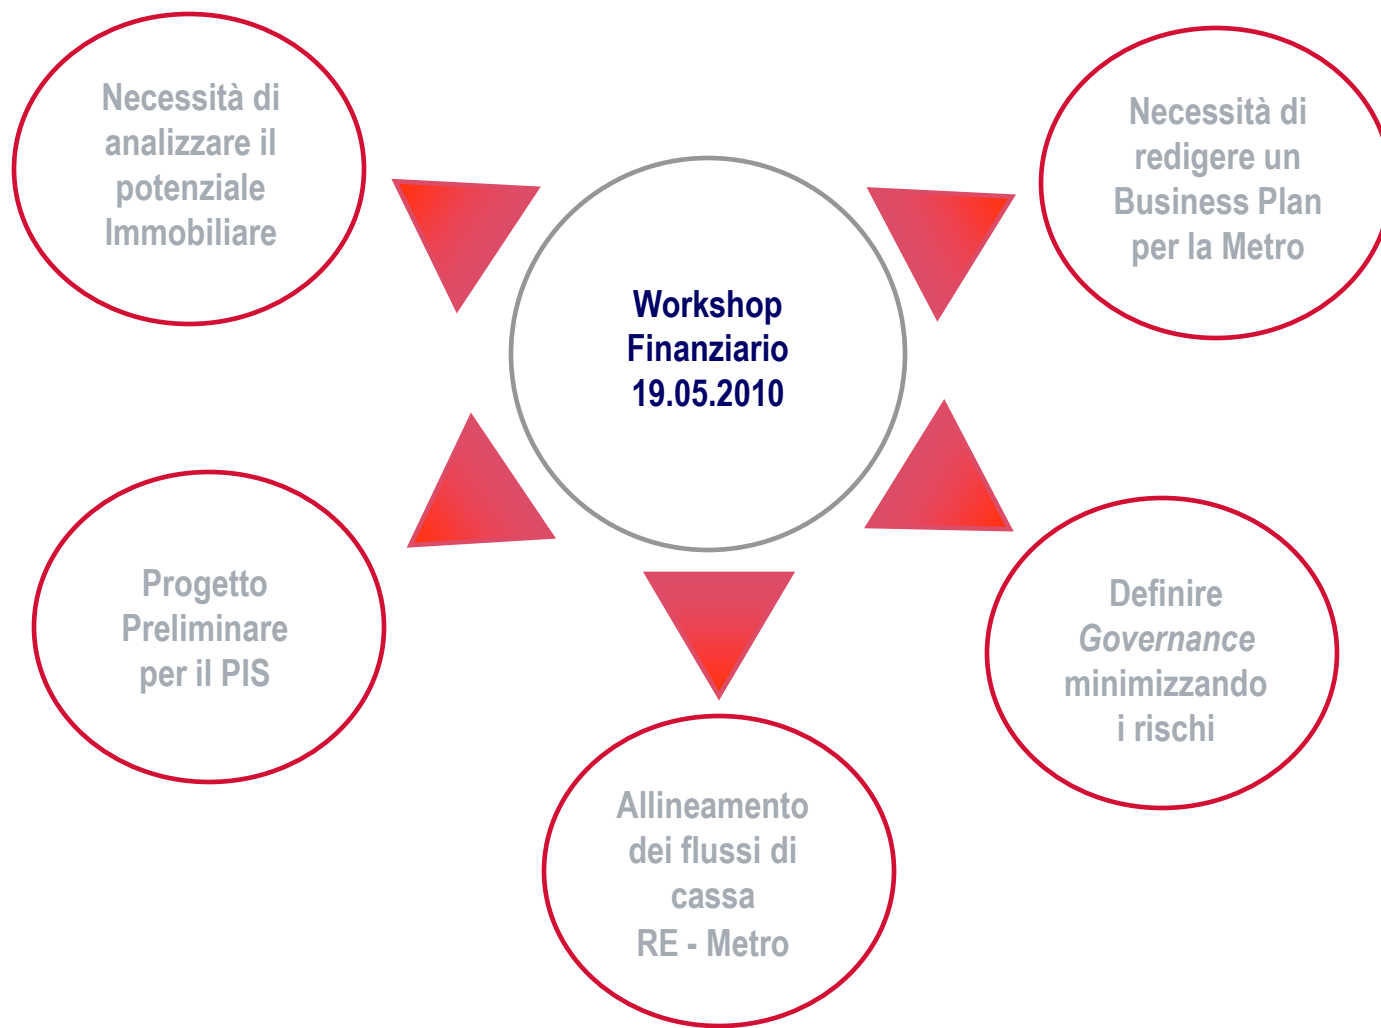 Necessità di
analizzare il
potenziale
Immobiliare
Necessità di
redigere un
Business Plan
per la Metro
Workshop
Finanziario
19.05.2010
Progetto
Preliminare
per il PIS
Definire
Governance
minimizzando
i rischi
Allineamento
dei flussi di
cassa
RE - Metro